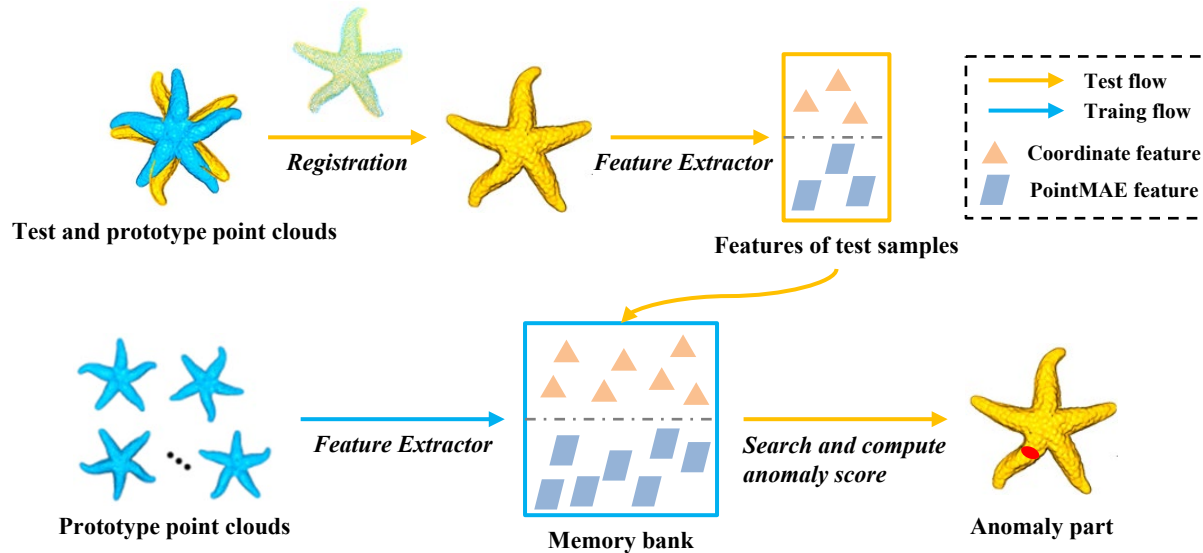 Test flow
Traing flow
Coordinate feature
PointMAE feature
Registration
Feature Extractor
Test and prototype point clouds
Features of test samples
Feature Extractor
Search and compute
anomaly score
Prototype point clouds
Memory bank
Anomaly part